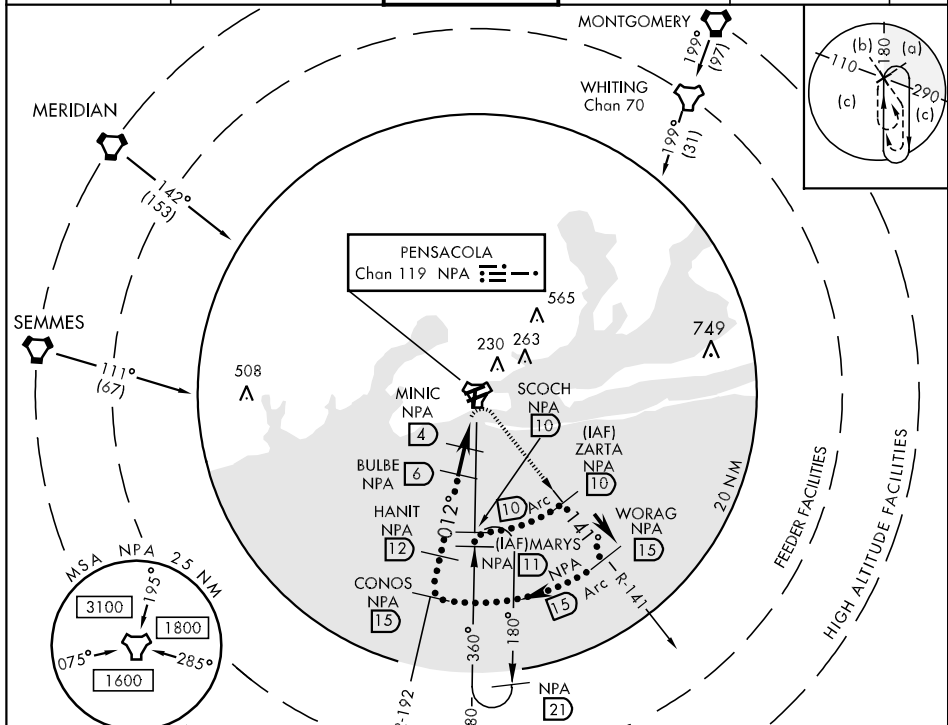 MONTGOMERY
199°
(97)
WHITING
Chan 70
199°
(31)
(b)
180
(a)
110
290
(c)
(c)
MERIDIAN
142°
(153)
PENSACOLA
Chan 119 NPA
565
SEMMES
111°
(67)
508
230
263
749
MINIC
NPA
4
SCOCH
NPA
10
BULBE
NPA
6
(IAF)
ZARTA
NPA
10
012°
HANIT
NPA
12
10 Arc
141°
WORAG
NPA
15
(IAF)MARYS
NPA
11
NPA
15 Arc
R-141
CONOS
NPA
15
360°
180°
20 NM
FEEDER FACILITIES
HIGH ALTITUDE FACILITIES
MSA NPA 25 NM
195°
3100
1800
075°
285°
1600
NPA
21
-192
80-